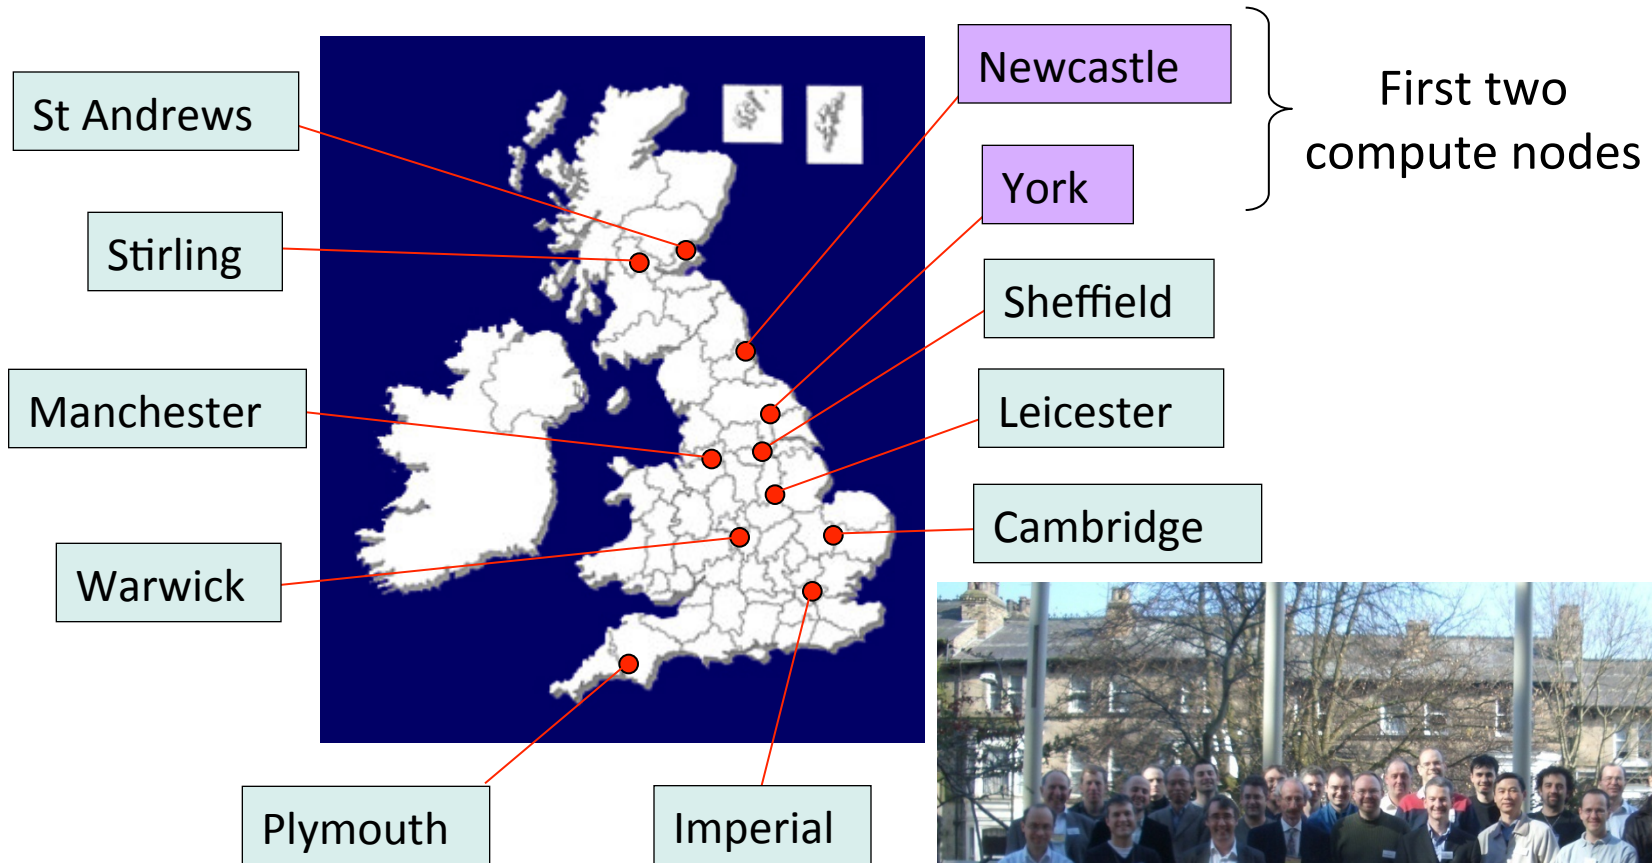 St Andrews
Stirling
Manchester
Warwick
Plymouth
Imperial
Newcastle
York
Sheffield
Leicester
Cambridge
First two
compute nodes